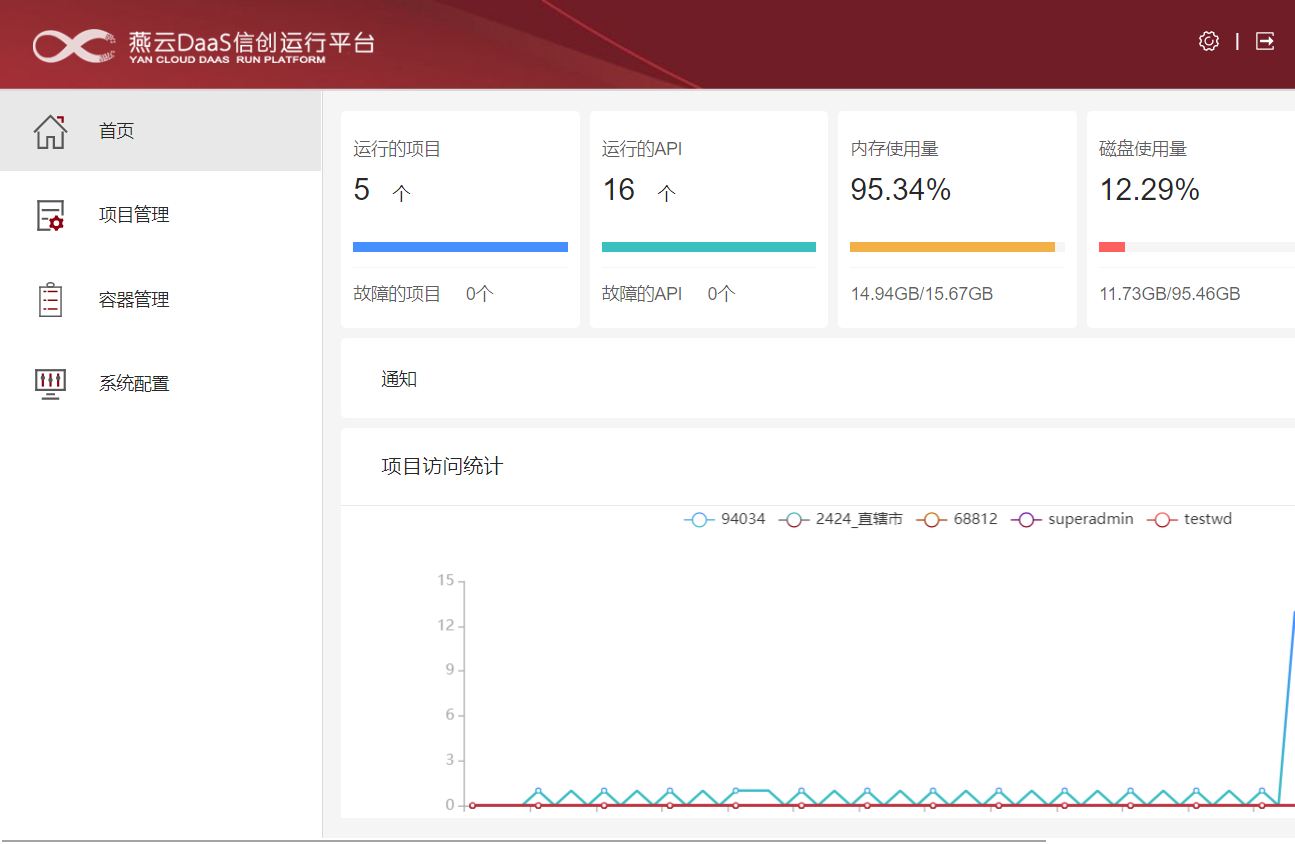 燕云DaaS信创运行平台
YAN CLOUD DAAS RUN PLATFORM
首页
项目管理
容器管理
系统配置
运行的项目
5 个
故障的项目 0个
运行的API
16 个
故障的API 0个
内存使用量
95.34%
14.94GB/15.67GB
磁盘使用量
12.29%
11.73GB/95.46GB
通知
项目访问统计
94034 2424_直辖市 68812 superadmin testwd
15
12
9
6
3
0